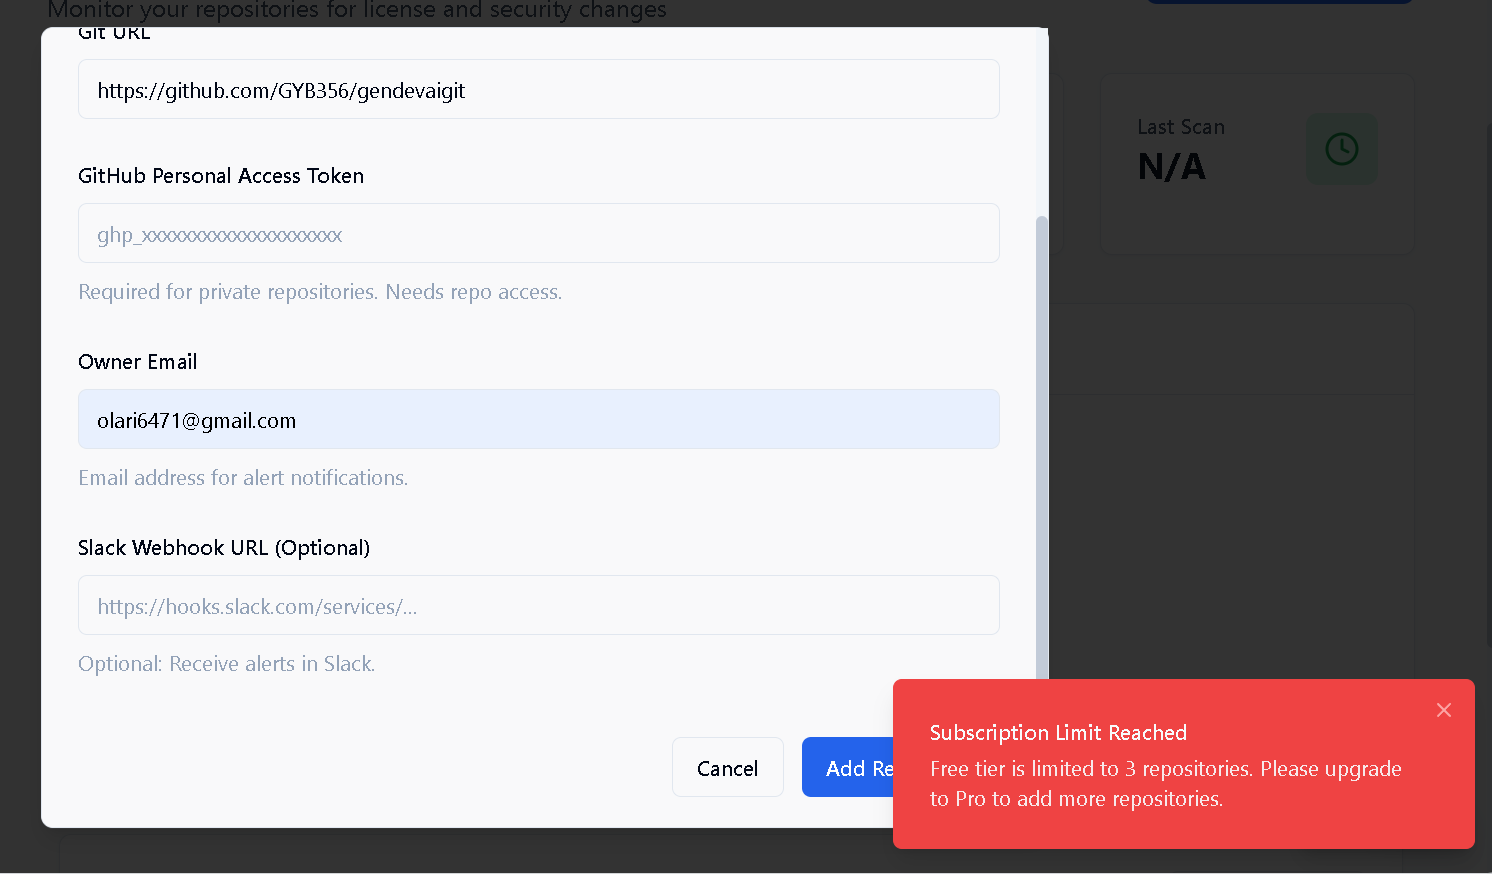 Monitor your repositories for license and security changes
Git URL
https://github.com/GYB356/gendevaigit
GitHub Personal Access Token
ghp_xxxxxxxxxxxxxxxxxxxx
Required for private repositories. Needs repo access.
Owner Email
olari6471@gmail.com
Email address for alert notifications.
Slack Webhook URL (Optional)
https://hooks.slack.com/services/...
Optional: Receive alerts in Slack.
Cancel
Add Re
Last Scan
N/A
Subscription Limit Reached
Free tier is limited to 3 repositories. Please upgrade
to Pro to add more repositories.